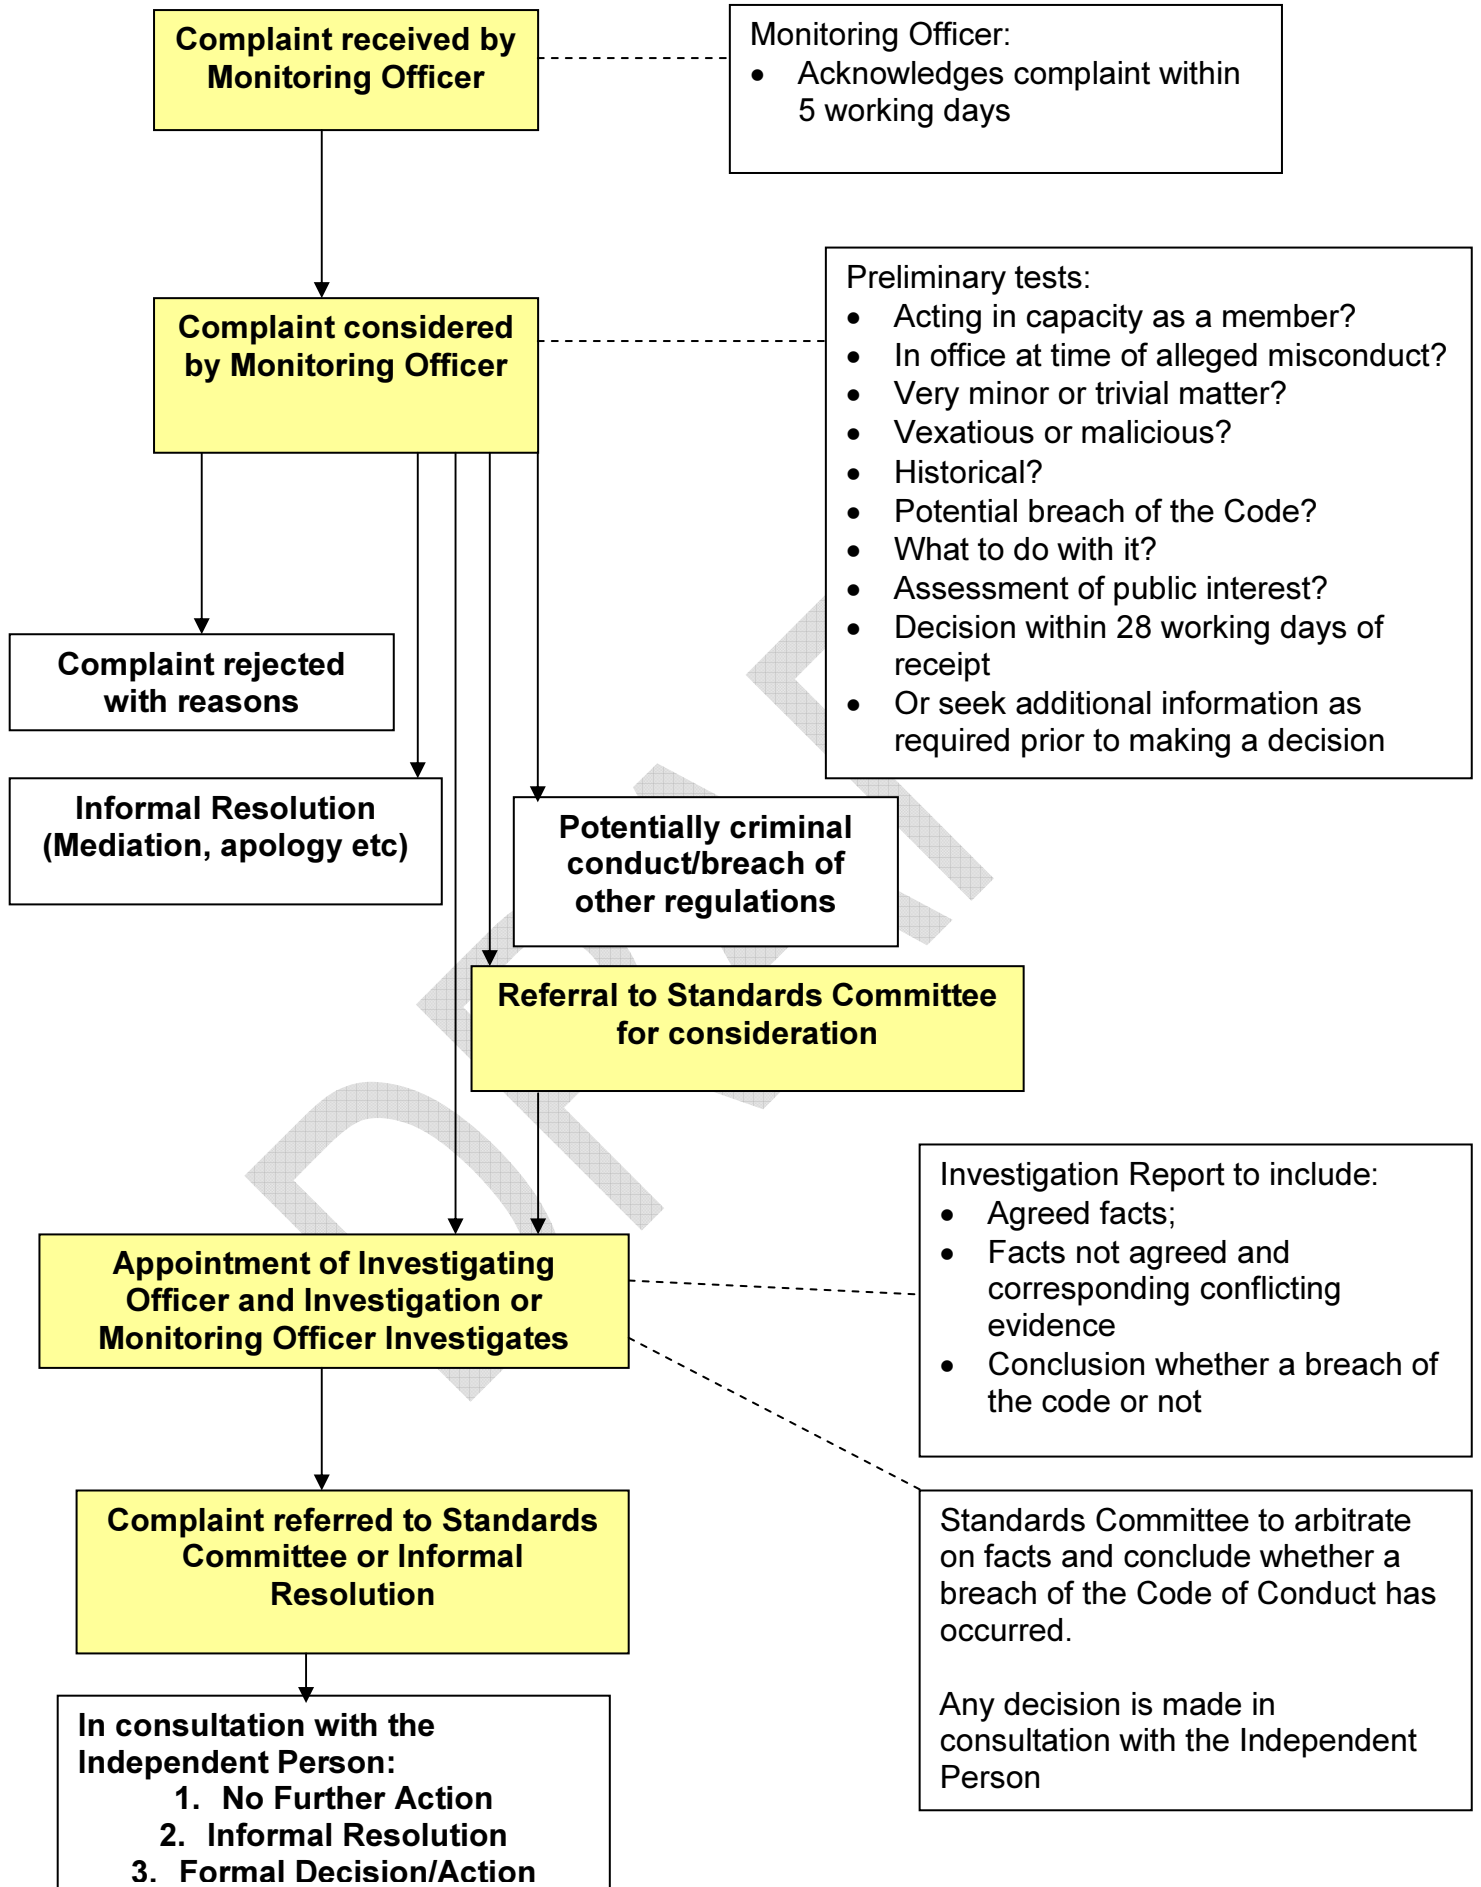 Complaint received by
Monitoring Officer
Monitoring Officer:
• Acknowledges complaint within
5 working days
Complaint considered
by Monitoring Officer
Preliminary tests:
• Acting in capacity as a member?
• In office at time of alleged misconduct?
• Very minor or trivial matter?
• Vexatious or malicious?
• Historical?
• Potential breach of the Code?
• What to do with it?
• Assessment of public interest?
• Decision within 28 working days of
receipt
• Or seek additional information as
required prior to making a decision
Complaint rejected
with reasons
Informal Resolution
(Mediation, apology etc)
Potentially criminal
conduct/breach of
other regulations
Referral to Standards Committee
for consideration
Appointment of Investigating
Officer and Investigation or
Monitoring Officer Investigates
Investigation Report to include:
• Agreed facts;
• Facts not agreed and
corresponding conflicting
evidence
• Conclusion whether a breach of
the code or not
Complaint referred to Standards
Committee or Informal
Resolution
Standards Committee to arbitrate
on facts and conclude whether a
breach of the Code of Conduct has
occurred.
Any decision is made in
consultation with the Independent
Person
In consultation with the
Independent Person:
1. No Further Action
2. Informal Resolution
3. Formal Decision/Action
DRAFT